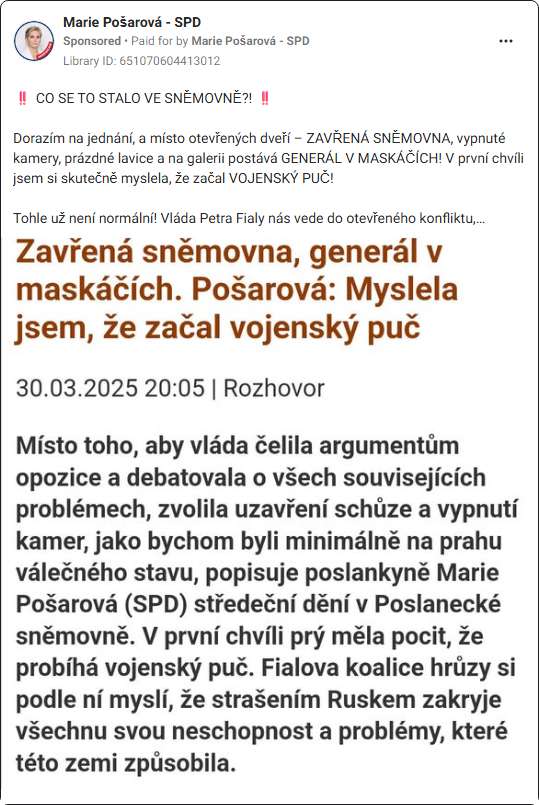 Marie Pošarová - SPD
Sponsored • Paid for by Marie Pošarová - SPD
Library ID: 651070604413012
‼️ CO SE TO STALO VE SNĚMOVNĚ?! ‼️
Dorazím na jednání, a místo otevřených dveří – ZAVŘENÁ SNĚMOVNA, vypnuté
kamery, prázdné lavice a na galerii postává GENERÁL V MASKÁČÍCH! V první chvíli
jsem si skutečně myslela, že začal VOJENSKÝ PUČ!
Tohle už není normální! Vláda Petra Fialy nás vede do otevřeného konfliktu,...
Zavřená sněmovna, generál v
maskáčích. Pošarová: Myslela
jsem, že začal vojenský puč
30.03.2025 20:05 | Rozhovor
Místo toho, aby vláda čelila argumentům
opozice a debatovala o všech souvisejících
problémech, zvolila uzavření schůze a vypnutí
kamer, jako bychom byli minimálně na prahu
válečného stavu, popisuje poslankyně Marie
Pošarová (SPD) středeční dění v Poslanecké
sněmovně. V první chvíli prý měla pocit, že
probíhá vojenský puč. Fialova koalice hrůzy si
podle ní myslí, že strašením Ruskem zakryje
všechnu svou neschopnost a problémy, které
této zemi způsobila.